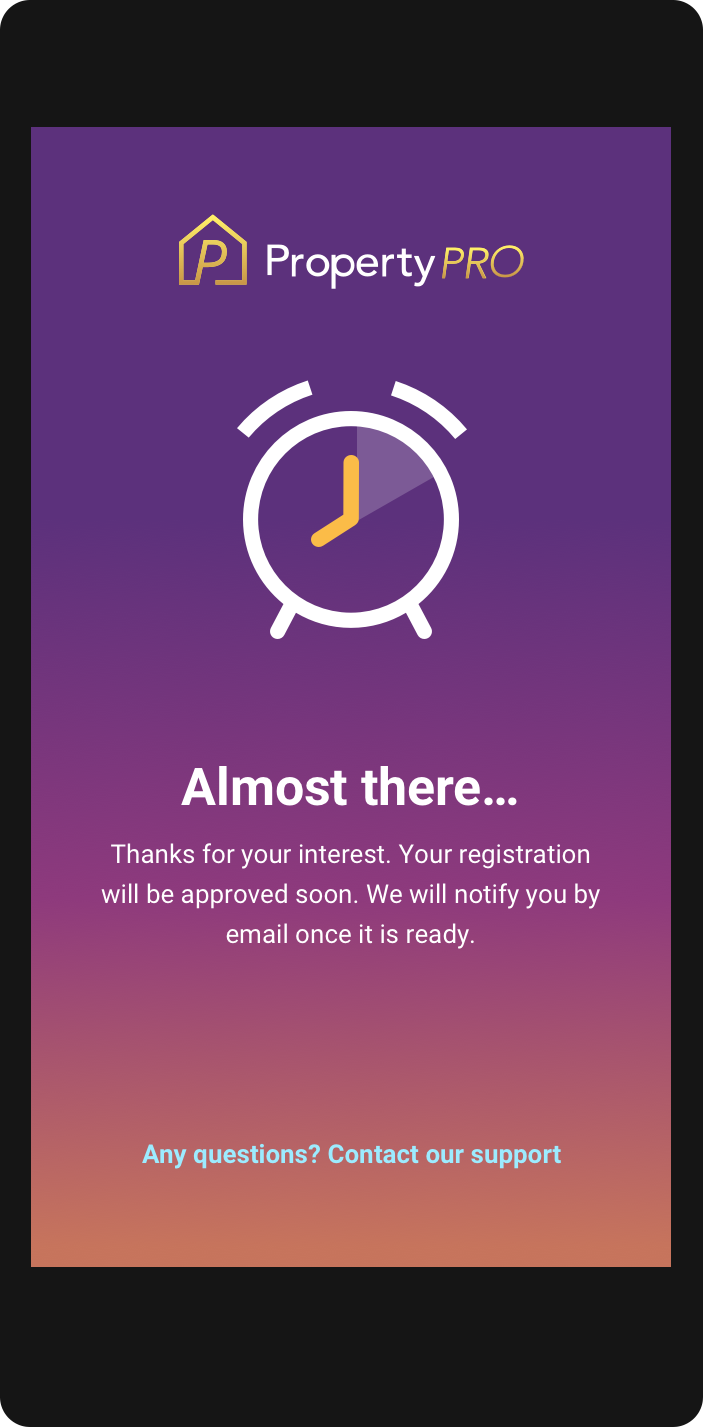 P PropertyPRO
Almost there...
Thanks for your interest. Your registration
will be approved soon. We will notify you by
email once it is ready.
Any questions? Contact our support